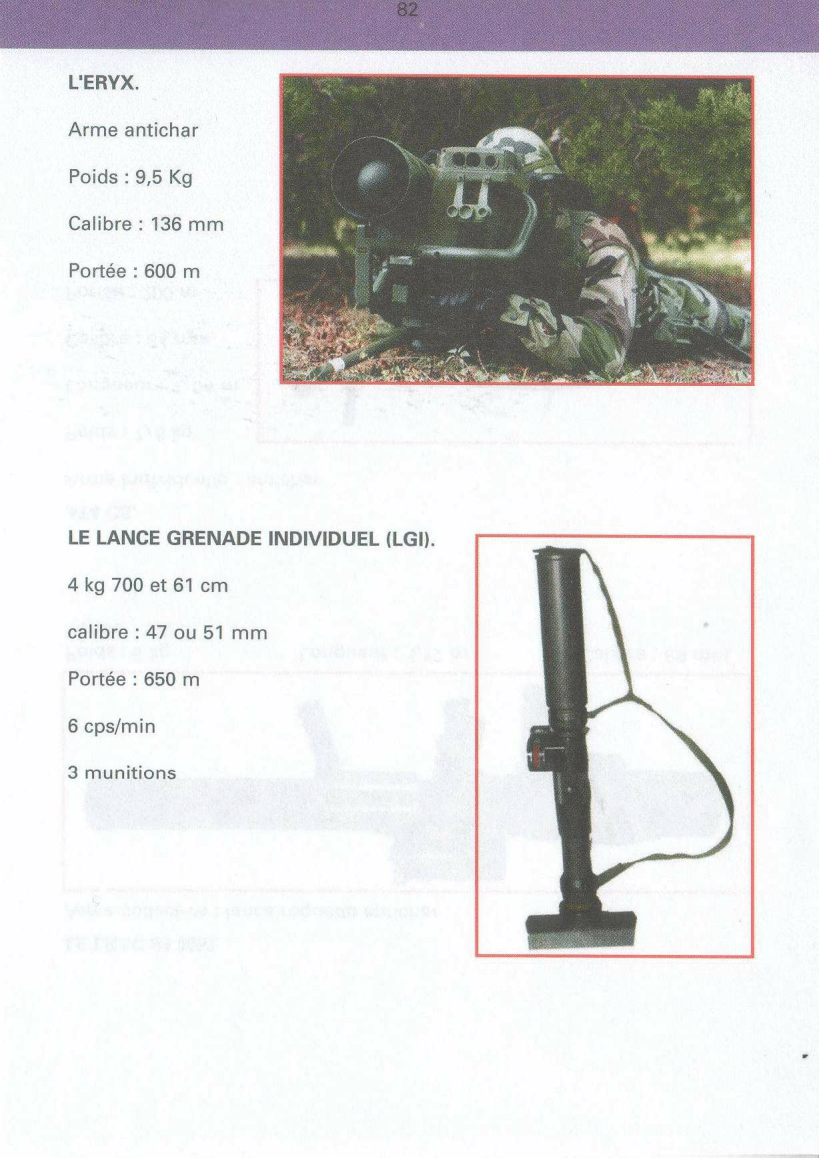 82
L'ERYX.
Arme antichar
Poids : 9,5 Kg
Calibre : 136 mm
Portée : 600 m
LE LANCE GRENADE INDIVIDUEL (LGI).
4 kg 700 et 61 cm
calibre : 47 ou 51 mm
Portée : 650 m
6 cps/min
3 munitions